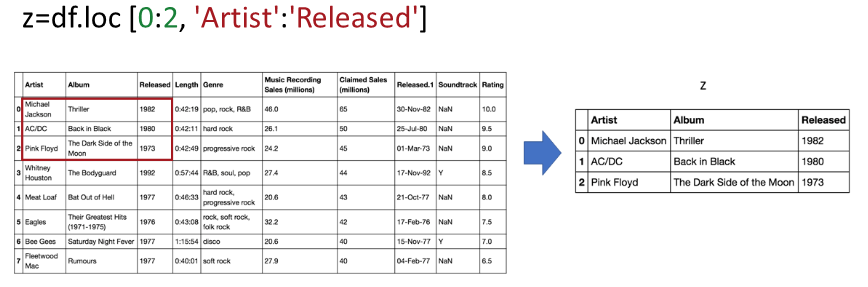 z=df.loc [0:2, 'Artist':'Released']
Artist Album Released Length Genre Music Recording Sales (millions) Claimed Sales (millions) Released.1 Soundtrack Rating
0 Michael Jackson Thriller 1982 0:42:19 pop, rock, R&B 46.0 65 30-Nov-82 NaN 10.0
1 AC/DC Back in Black 1980 0:42:11 hard rock 26.1 50 25-Jul-80 NaN 9.5
2 Pink Floyd The Dark Side of the Moon 1973 0:42:49 progressive rock 24.2 45 01-Mar-73 NaN 9.0
3 Whitney Houston The Bodyguard 1992 0:57:44 R&B, soul, pop 27.4 44 17-Nov-92 Y 8.5
4 Meat Loaf Bat Out of Hell 1977 0:46:33 hard rock, progressive rock 20.6 43 21-Oct-77 NaN 8.0
5 Eagles Their Greatest Hits (1971-1975) 1976 0:43:08 rock, soft rock, folk rock 32.2 42 17-Feb-76 NaN 7.5
6 Bee Gees Saturday Night Fever 1977 1:15:54 disco 20.6 40 15-Nov-77 Y 7.0
7 Fleetwood Mac Rumours 1977 0:40:01 soft rock 27.9 40 04-Feb-77 NaN 6.5
z
Artist Album Released
0 Michael Jackson Thriller 1982
1 AC/DC Back in Black 1980
2 Pink Floyd The Dark Side of the Moon 1973